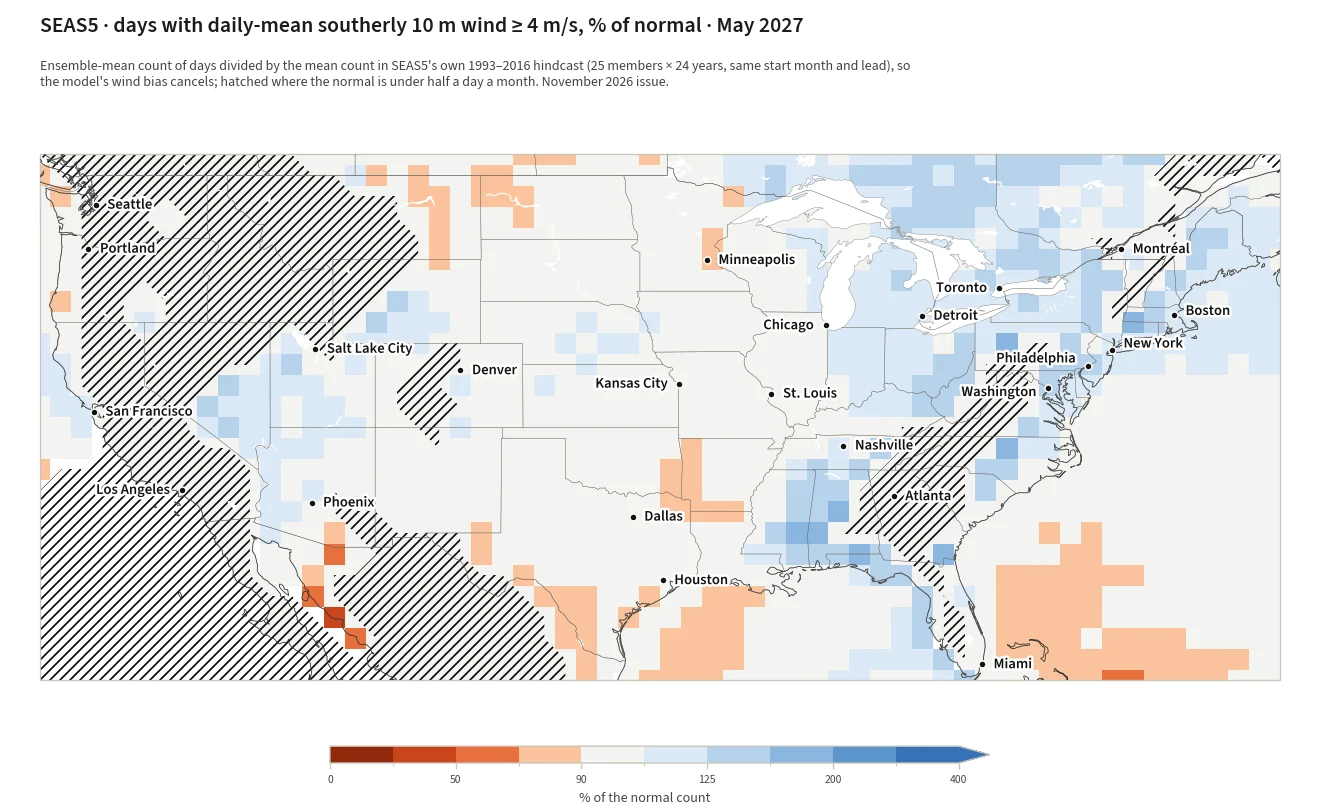 SEAS5 · days with daily-mean southerly 10 m wind ≥ 4 m/s, % of normal · May 2027
Ensemble-mean count of days divided by the mean count in SEAS5's own 1993–2016 hindcast (25 members × 24 years, same start month and lead), so
the model's wind bias cancels; hatched where the normal is under half a day a month. November 2026 issue.
Seattle
Portland
Montréal
Minneapolis
Toronto
Boston
Detroit
Chicago
New York
Salt Lake City
Philadelphia
Denver
Kansas City
Washington
St. Louis
San Francisco
Nashville
Los Angeles
Atlanta
Phoenix
Dallas
Houston
Miami
0 50 90 125 200 400
% of the normal count